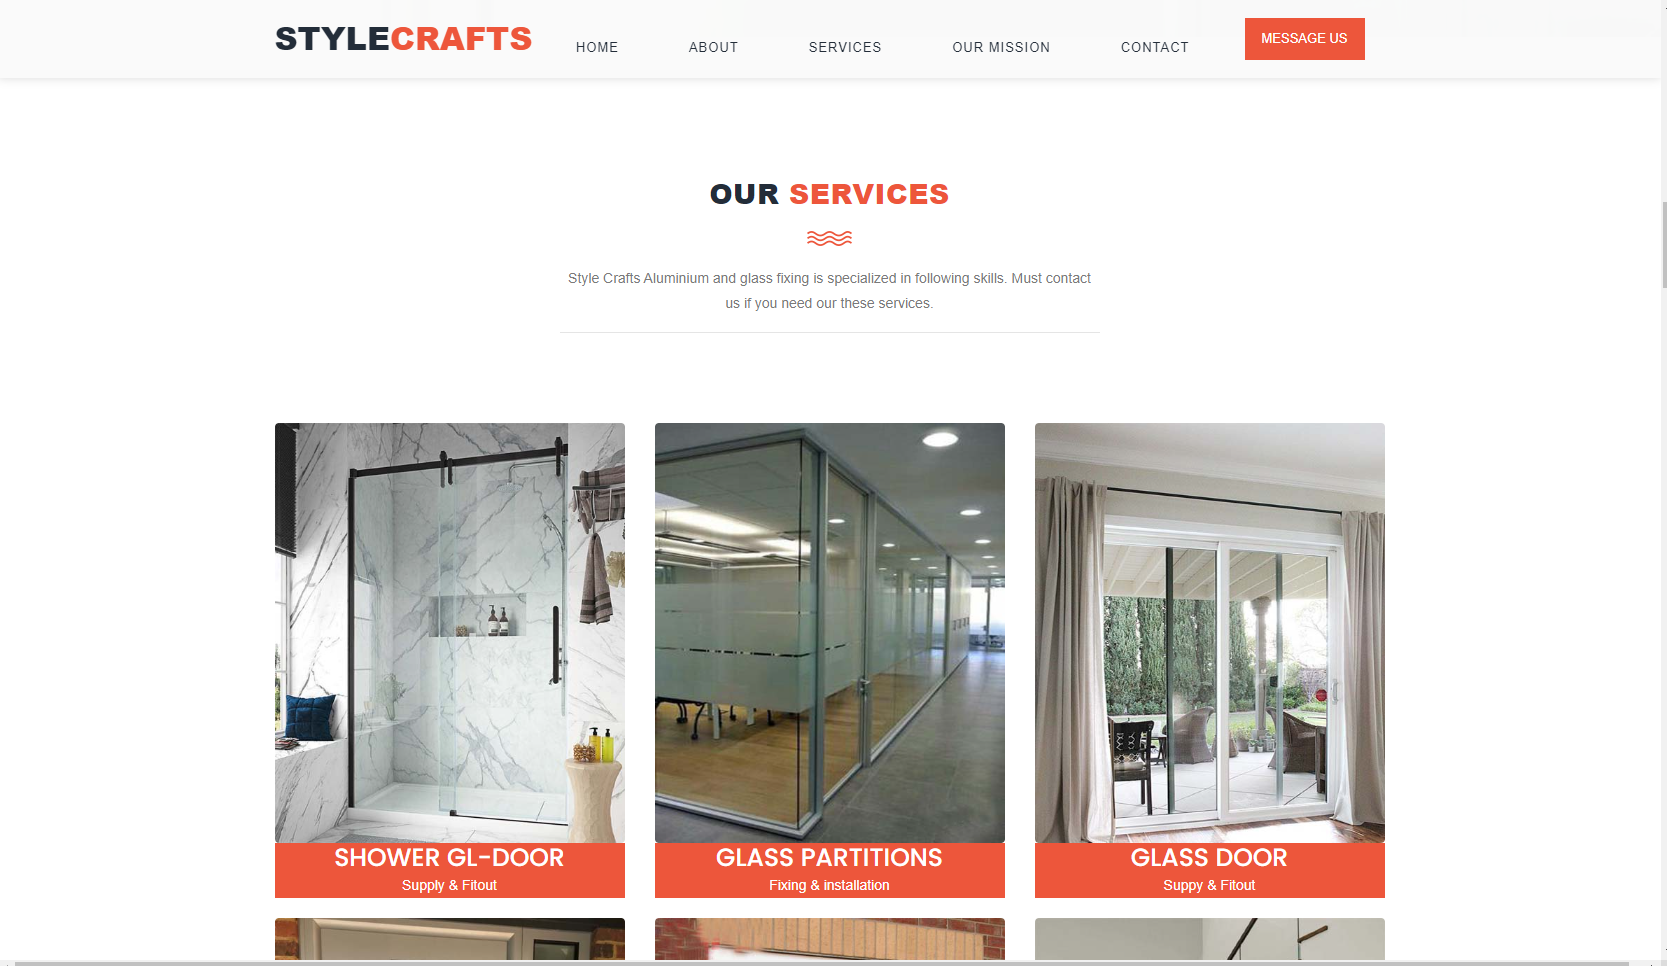 STYLECRAFTS HOME ABOUT SERVICES OUR MISSION CONTACT MESSAGE US
OUR SERVICES
Style Crafts Aluminium and glass fixing is specialized in following skills. Must contact
us if you need our these services.
SHOWER GL-DOOR
Supply & Fitout
GLASS PARTITIONS
Fixing & installation
GLASS DOOR
Suppy & Fitout